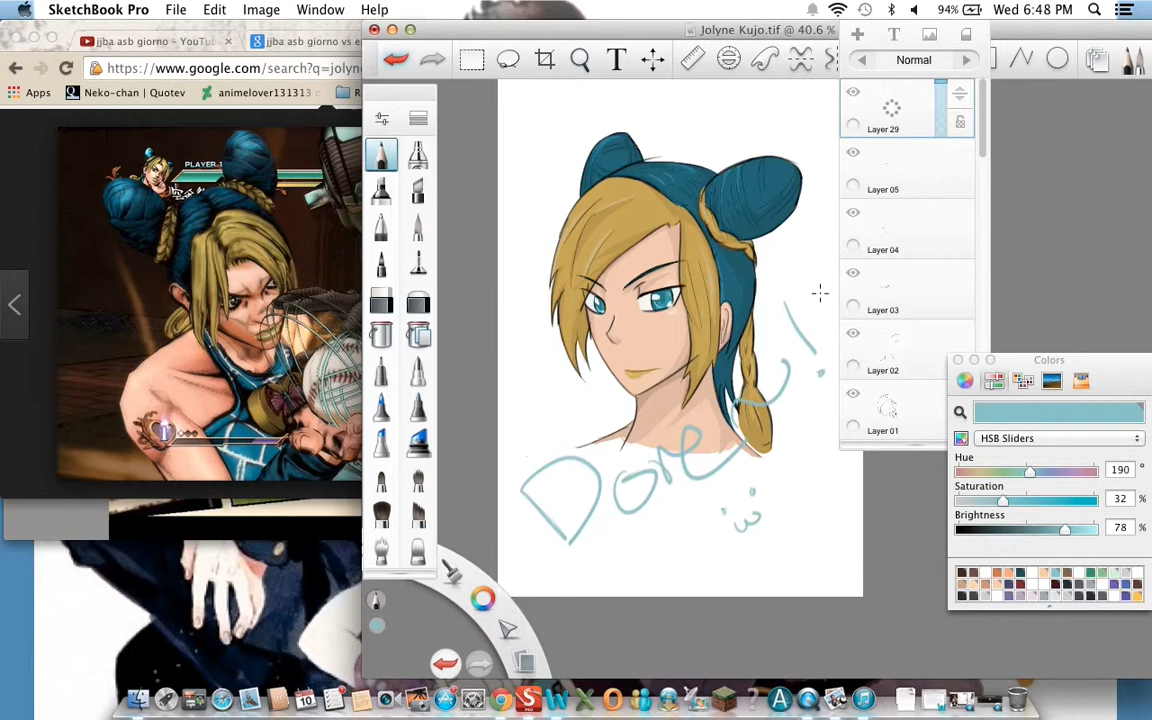 SketchBook Pro File Edit Image Window Help
94% Wed 6:48 PM
jjba asb giorno – YouTube
jjba asb giorno vs
https://www.google.com/search?q=jolyne
Apps Neko-chan | Quotev animelover131313
PLAYER 1
Jolyne Kujo.tif @ 40.6 %
T
T
Normal
Layer 29
Layer 05
Layer 04
Layer 03
Layer 02
Layer 01
Colors
HSB Sliders
Hue
190 °
Saturation
32 %
Brightness
78 %
Done~!